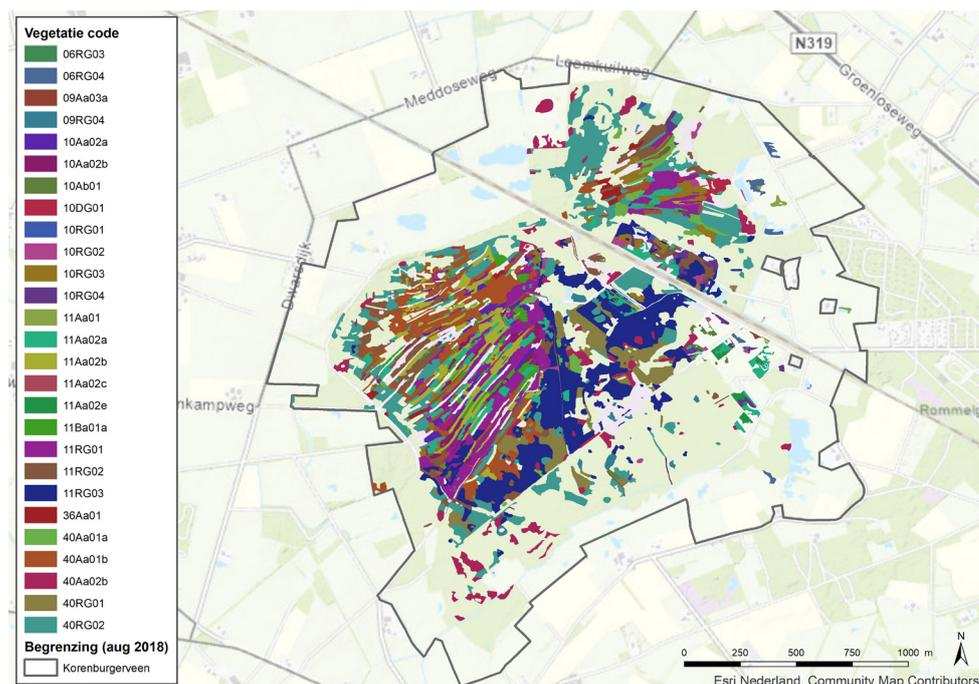 Vegetatie code
06RG03
06RG04
09Aa03a
09RG04
10Aa02a
10Aa02b
10Ab01
10DG01
10RG01
10RG02
10RG03
10RG04
11Aa01
11Aa02a
11Aa02b
11Aa02c
11Aa02e
11Ba01a
11RG01
11RG02
11RG03
36Aa01
40Aa01a
40Aa01b
40Aa02b
40RG01
40RG02
Begrenzing (aug 2018)
Korenburgerveen
N319
Groenloseweg
Leemkuilweg
Meddoseweg
Dwarsdijk
nkampweg
Rommelg
N
0 250 500 750 1000 m
Esri Nederland, Community Map Contributors